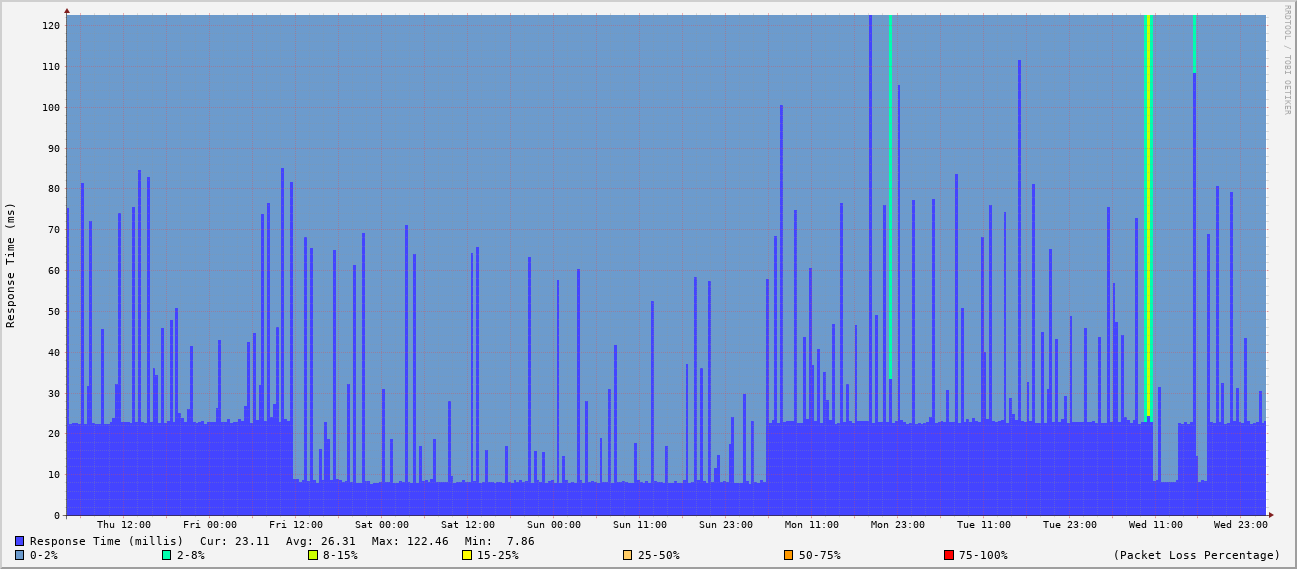 RRDTOOL / TOBI OETIKER
Response Time (ms)
120
110
100
90
80
70
60
50
40
30
20
10
0
Thu 12:00 Fri 00:00 Fri 12:00 Sat 00:00 Sat 12:00 Sun 00:00 Sun 11:00 Sun 23:00 Mon 11:00 Mon 23:00 Tue 11:00 Tue 23:00 Wed 11:00 Wed 23:00
Response Time (millis) Cur: 23.11 Avg: 26.31 Max: 122.46 Min: 7.86
0-2% 2-8% 8-15% 15-25% 25-50% 50-75% 75-100% (Packet Loss Percentage)